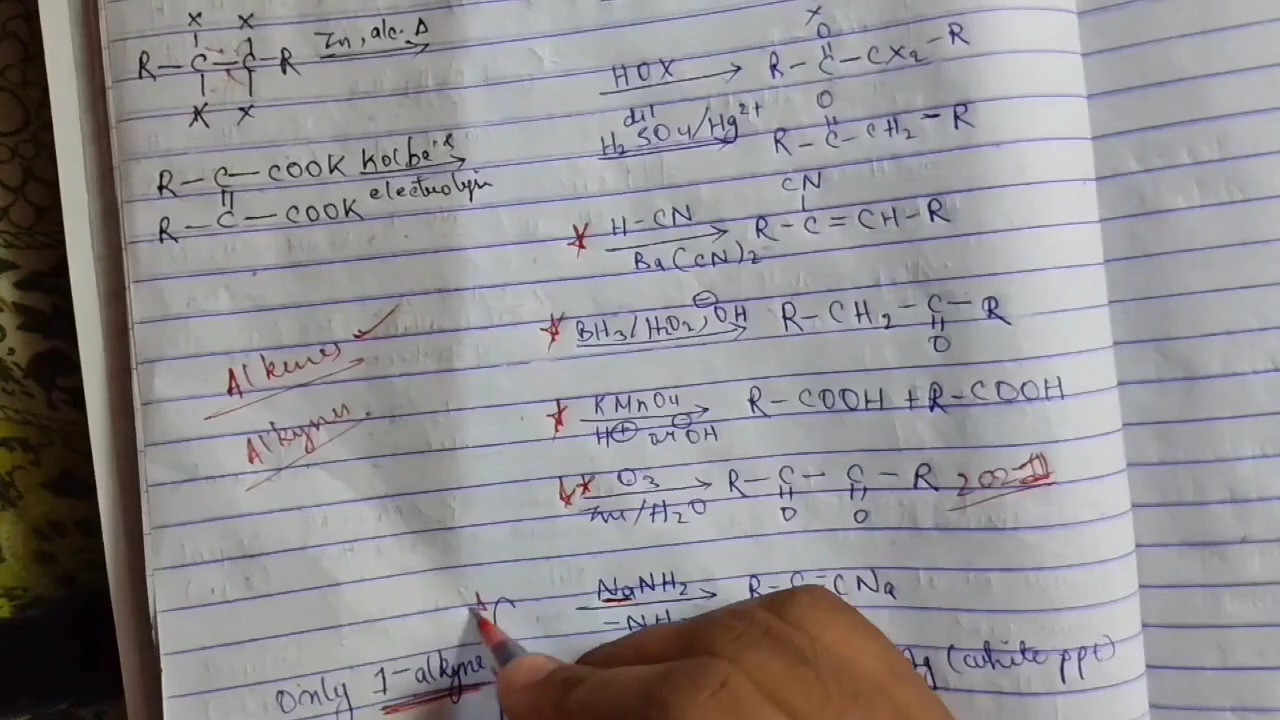 X X
R-C-C-R Zn, alc. Δ
X X
R-C-COOK Kolbe's
R-C-COOK electrolysis
Alkenes
Alkynes.
HOX R-C-CX2-R
O
dil
H2SO4/Hg2+ R-C-CH2-R
O
CN
H-CN R-C=CH-R
Ba(CN)2
BH3/H2O2, ⊖OH R-CH2-C-R
O
KMnO4 R-COOH+R-COOH
H⊕ or ⊖OH
O3 R-C-C-R
Zn/H2O O O
NaNH2 R-C≡CNa
-NH
only 1-alkyne (white ppt)